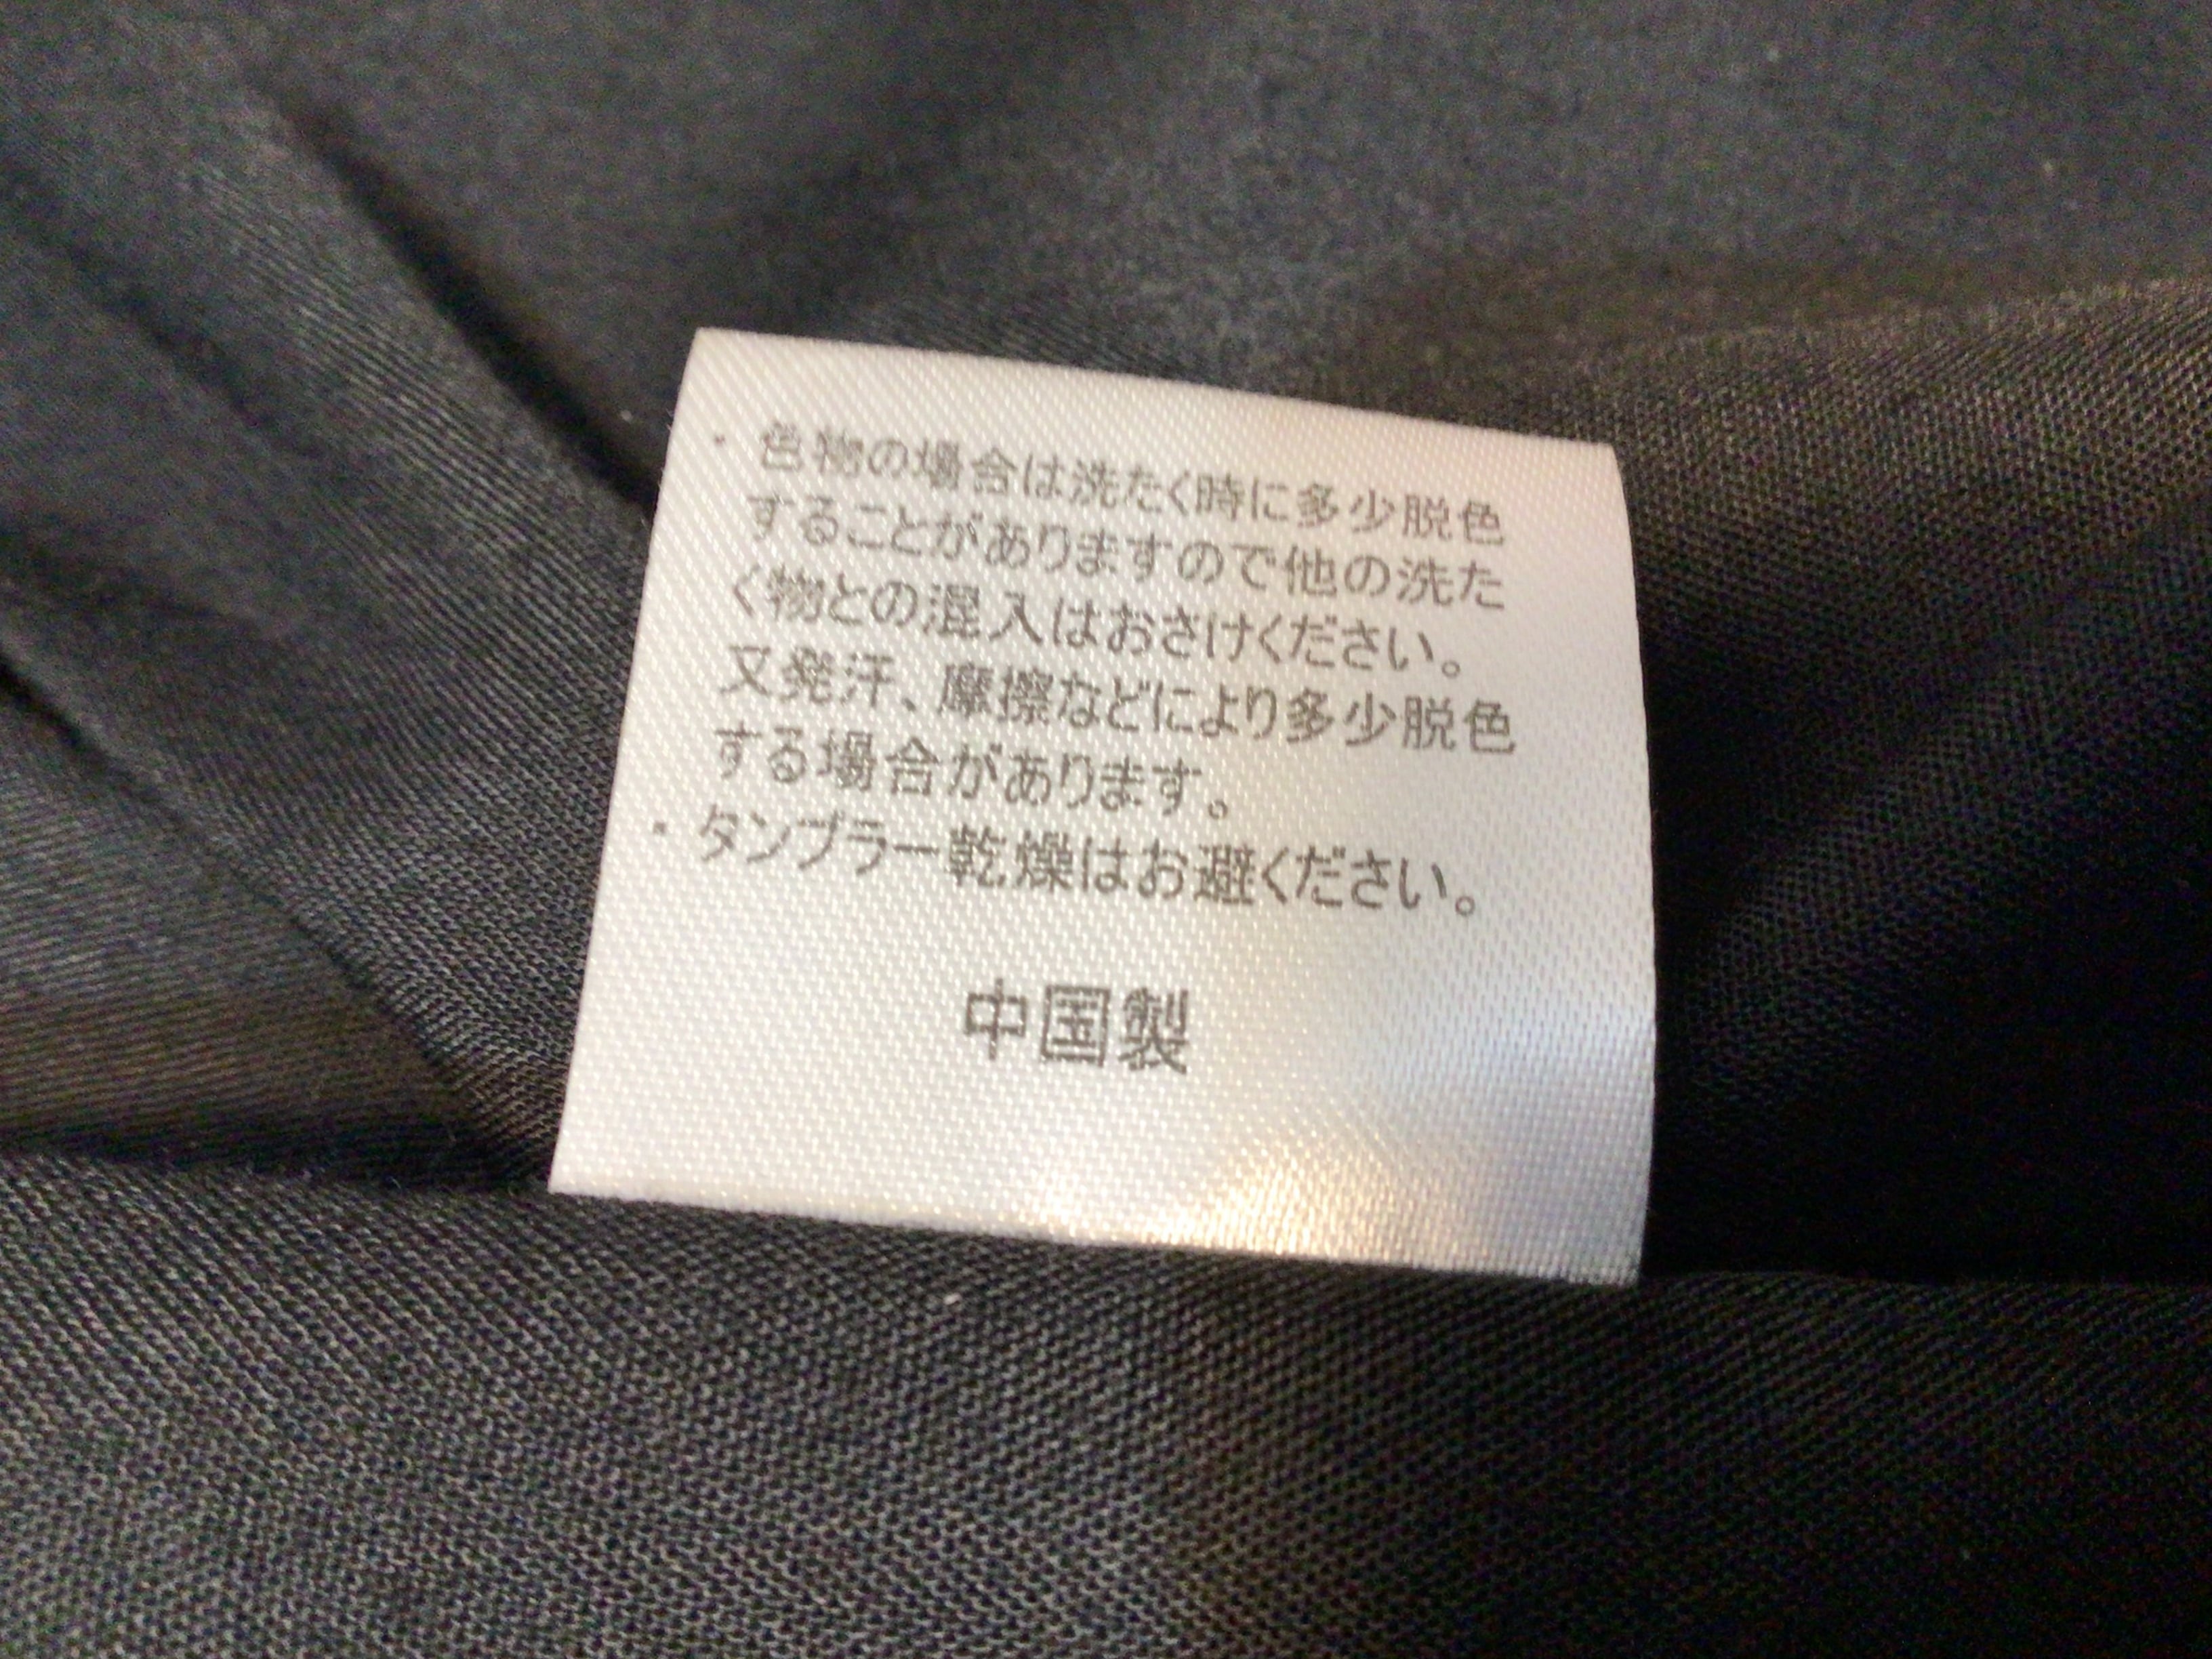 ・色物の場合は洗たく時に多少脱色
することがありますので他の洗た
く物との混入はおさけください。
又発汗、摩擦などにより多少脱色
する場合があります。
・タンブラー乾燥はお避ください。
中国製